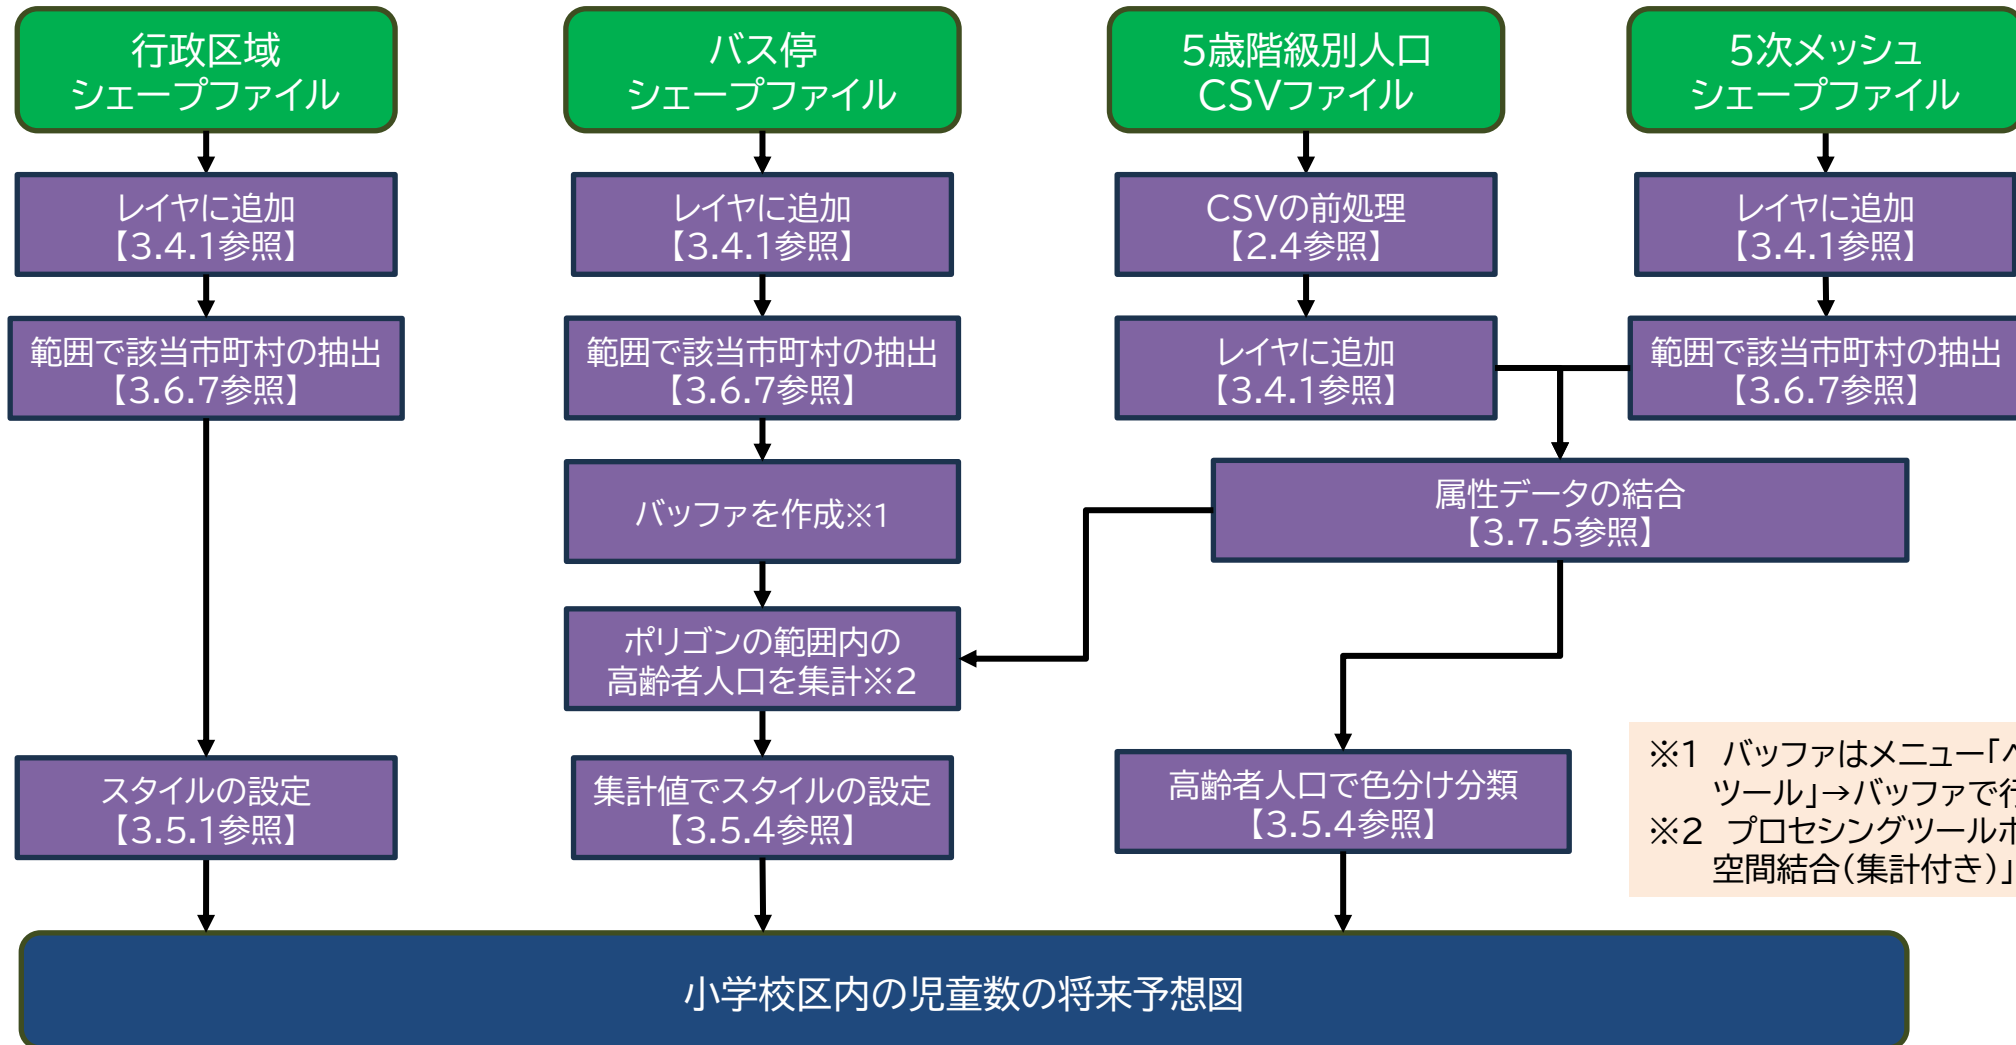 行政区域
シェープファイル
バス停
シェープファイル
5歳階級別人口
CSVファイル
5次メッシュ
シェープファイル
レイヤに追加
【3.4.1参照】
レイヤに追加
【3.4.1参照】
CSVの前処理
【2.4参照】
レイヤに追加
【3.4.1参照】
範囲で該当市町村の抽出
【3.6.7参照】
範囲で該当市町村の抽出
【3.6.7参照】
レイヤに追加
【3.4.1参照】
範囲で該当市町村の抽出
【3.6.7参照】
バッファを作成※1
属性データの結合
【3.7.5参照】
ポリゴンの範囲内の
高齢者人口を集計※2
スタイルの設定
【3.5.1参照】
集計値でスタイルの設定
【3.5.4参照】
高齢者人口で色分け分類
【3.5.4参照】
※1 バッファはメニュー「
ツール」→バッファで
※2 プロセシングツール
空間結合(集計付き)」
小学校区内の児童数の将来予想図